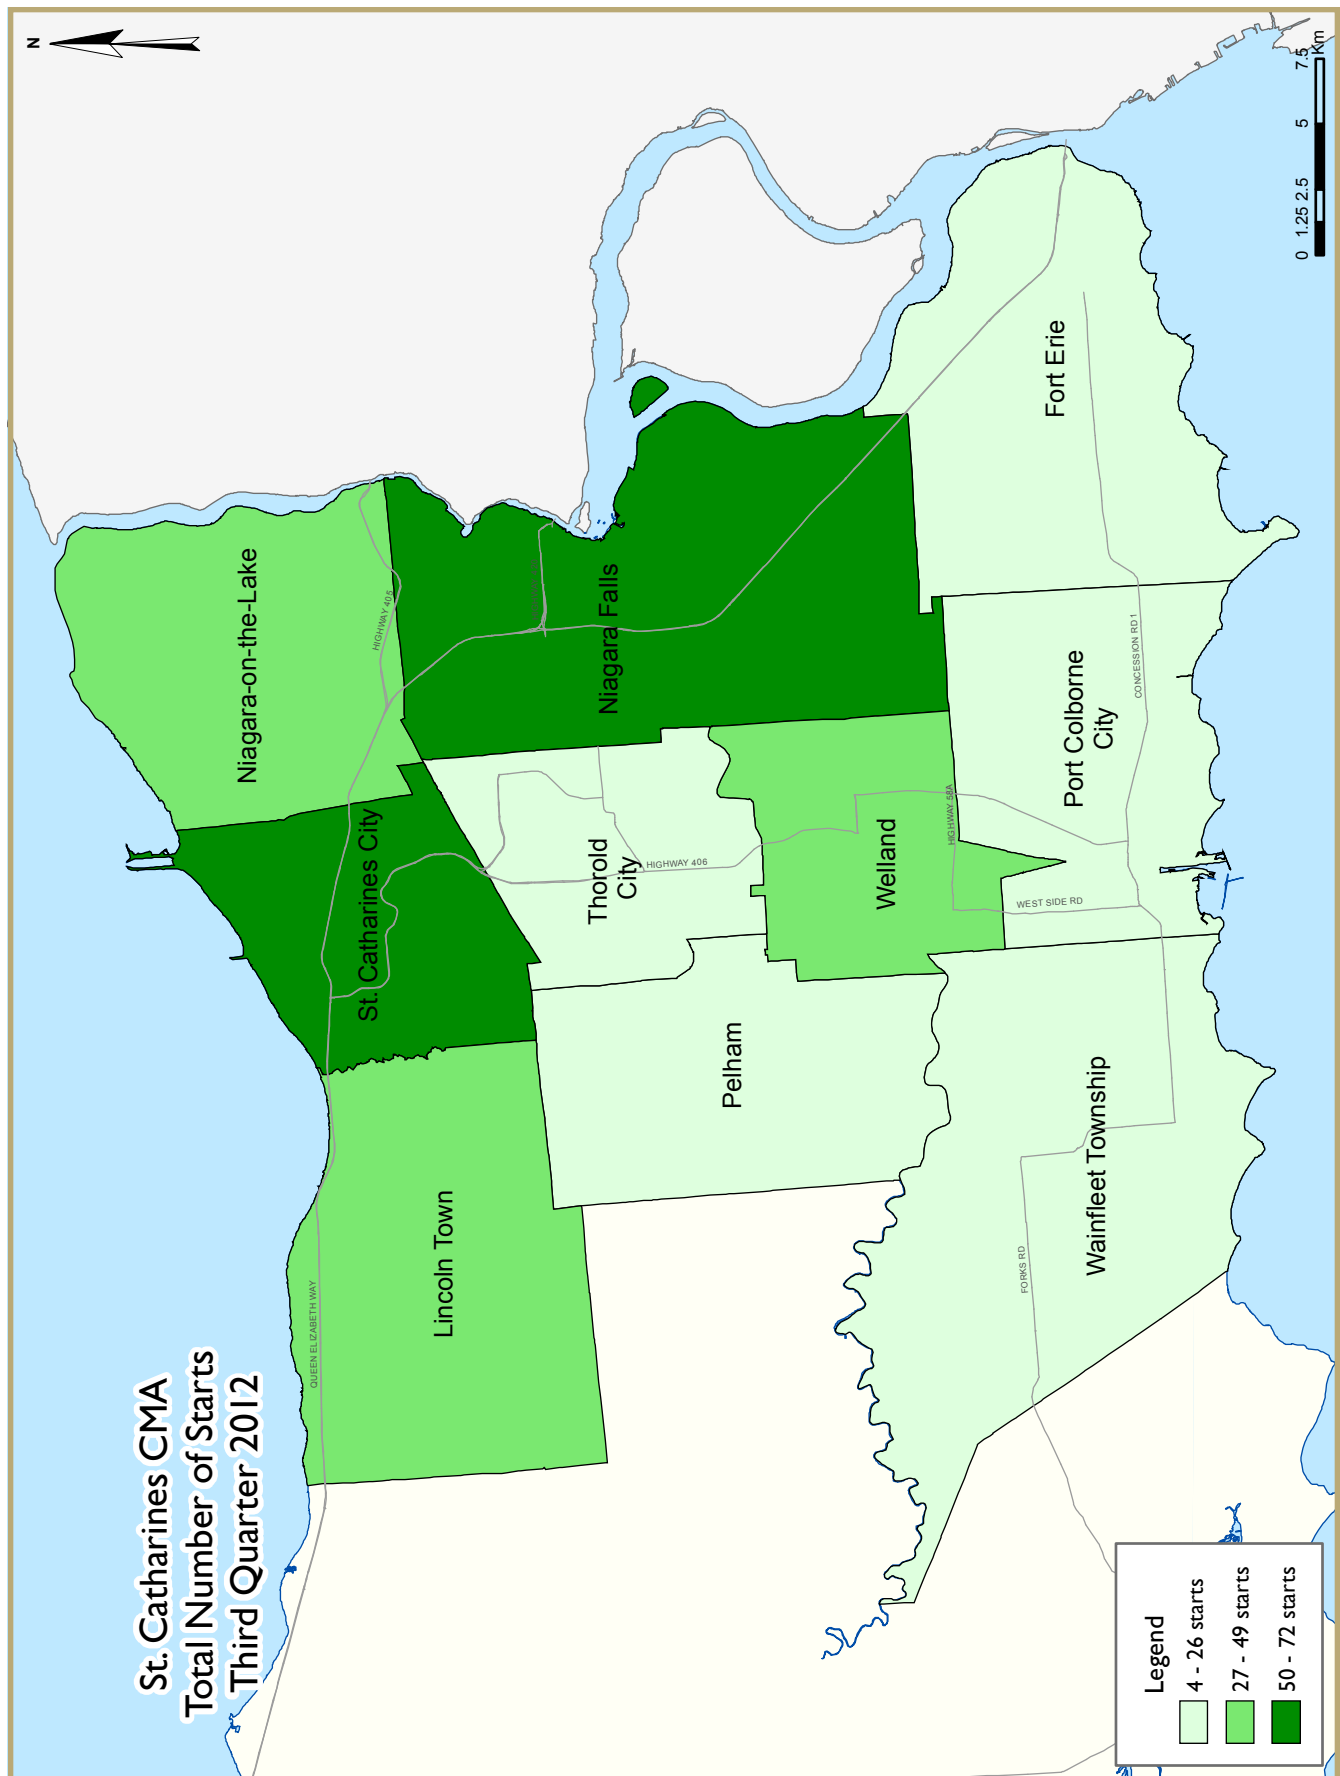 St. Catharines CMA
Total Number of Starts
Third Quarter 2012
N
Niagara-on-the-Lake
HIGHWAY 405
St. Catharines City
Niagara Falls
QUEEN ELIZABETH WAY
Lincoln Town
Thorold
City
HIGHWAY 406
Pelham
Welland
HIGHWAY 58A
Fort Erie
Port Colborne
City
CONCESSION RD 1
WEST SIDE RD
Wainfleet Township
FORKS RD
Legend
4 - 26 starts
27 - 49 starts
50 - 72 starts
0 1.25 2.5 5 7.5
Km